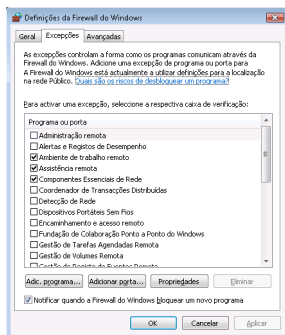 Definições da Firewall do Windows
Geral Excepções Avançadas
As excepções controlam a forma como os programas comunicam através da
Firewall do Windows. Adicione uma excepção de programa ou porta para
A Firewall do Windows está actualmente a utilizar definições para a localização
na rede Público. Quais são os riscos de desbloquear um programa?
Para activar uma excepção, seleccione a respectiva caixa de verificação:
Programa ou porta
Administração remota
Alertas e Registos de Desempenho
Ambiente de trabalho remoto
Assistência remota
Componentes Essenciais de Rede
Coordenador de Transacções Distribuídas
Detecção de Rede
Dispositivos Portáteis Sem Fios
Encaminhamento e acesso remoto
Fundação de Colaboração Ponto a Ponto do Windows
Gestão de Tarefas Agendadas Remota
Gestão de Volumes Remota
Gestão do Registo de Eventos Remota
Adic. programa... Adicionar porta... Propriedades Eliminar
Notificar quando a Firewall do Windows bloquear um novo programa
OK Cancelar Aplicar